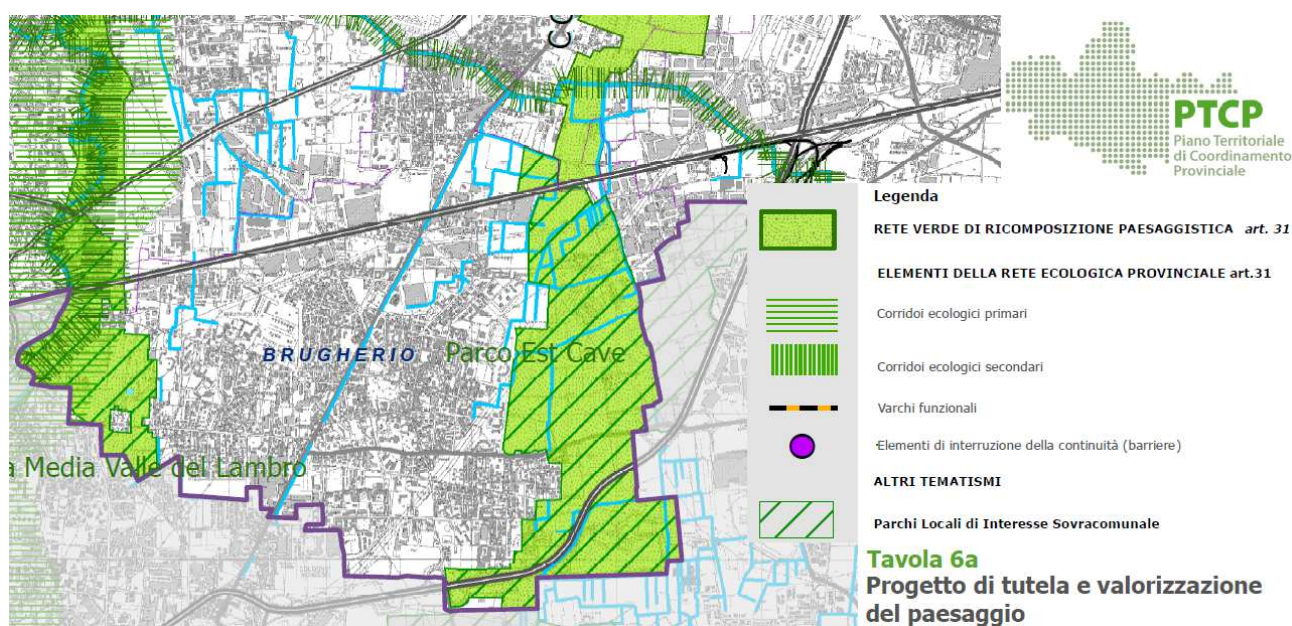 C C
BRUGHERIO
Parco Est Cave
a Media Valle del Lambro
PTCP
Piano Territoriale
di Coordinamento
Provinciale
Legenda
RETE VERDE DI RICOMPOSIZIONE PAESAGGISTICA art. 31
ELEMENTI DELLA RETE ECOLOGICA PROVINCIALE art.31
Corridoi ecologici primari
Corridoi ecologici secondari
Varchi funzionali
Elementi di interruzione della continuità (barriere)
ALTRI TEMATISMI
Parchi Locali di Interesse Sovracomunale
Tavola 6a
Progetto di tutela e valorizzazione
del paesaggio